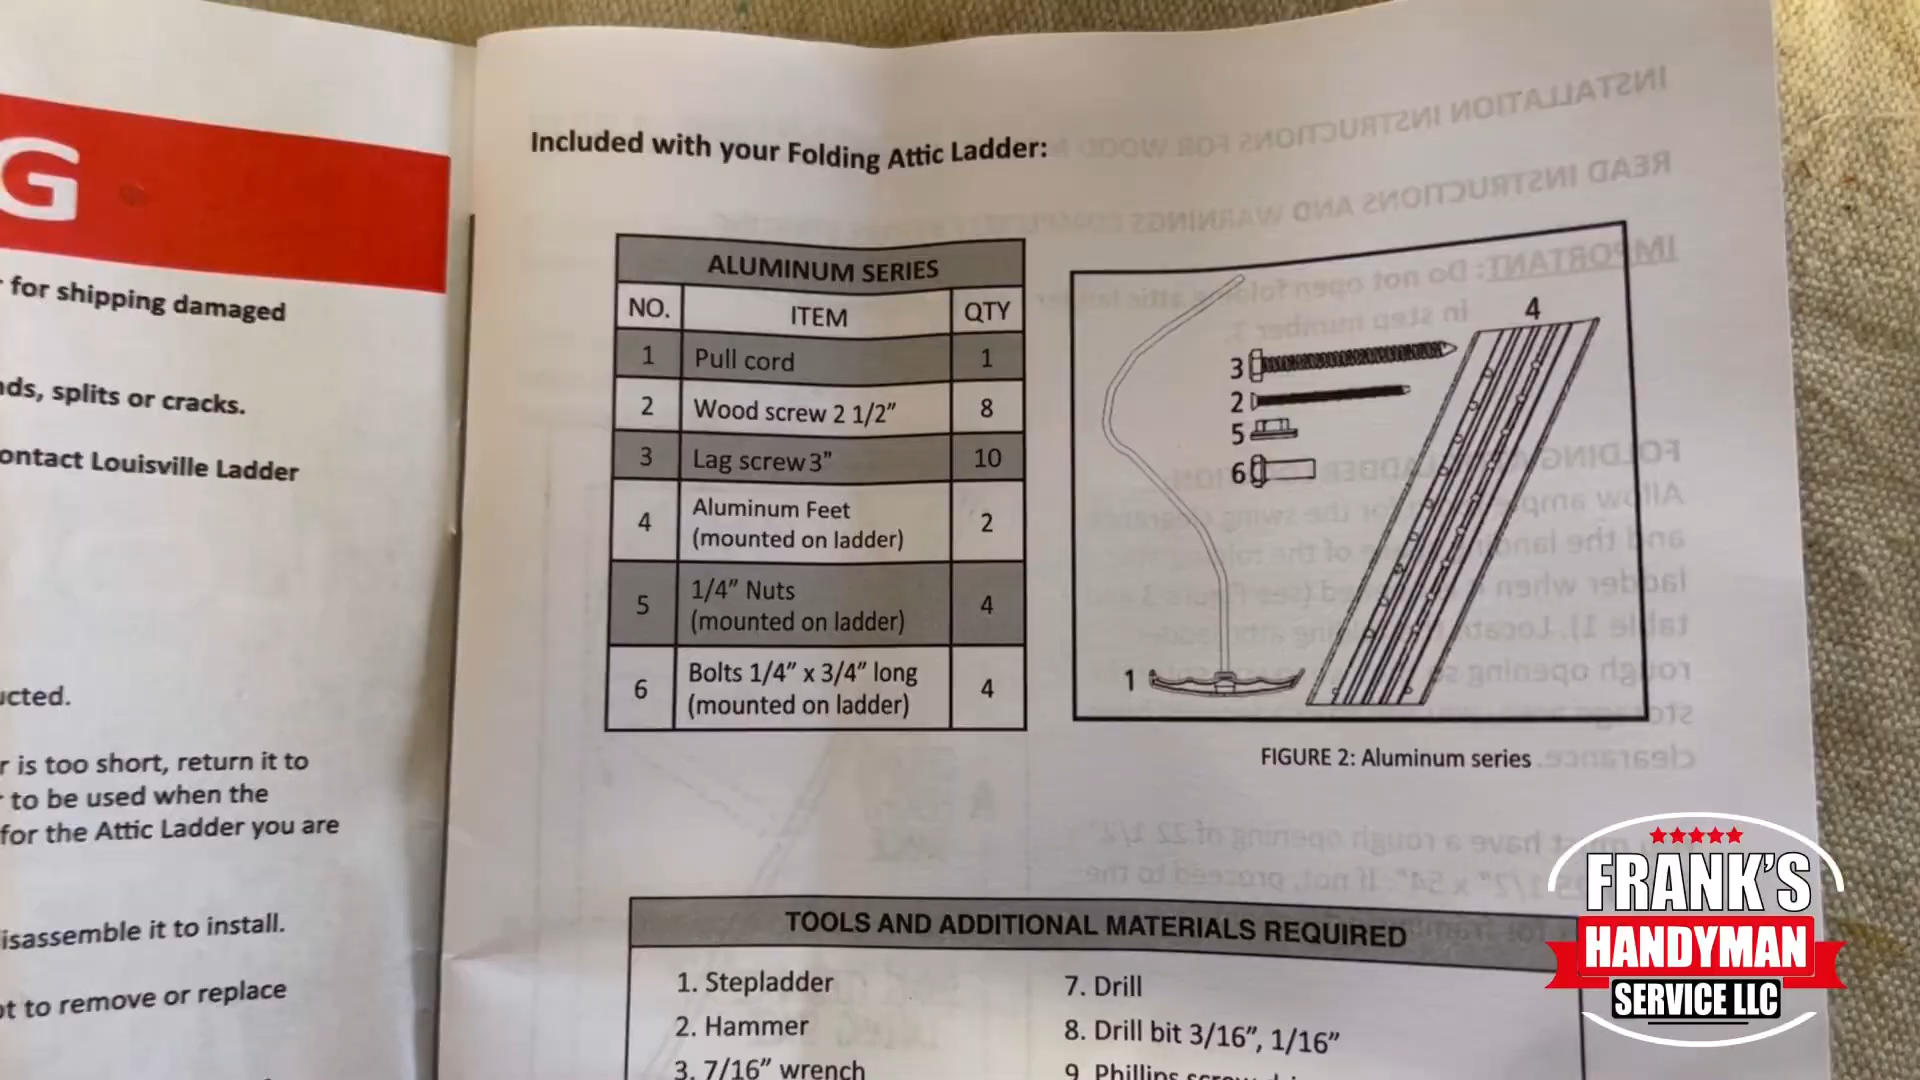 G
for shipping damaged
splits or cracks.
Louisville Ladder
is too short, return it to
to be used when the
for the Attic Ladder you are
it to install.
to remove or replace
Included with your Folding Attic Ladder:
ALUMINUM SERIES
NO. ITEM QTY
1 Pull cord 1
2 Wood screw 2 1/2" 8
3 Lag screw 3" 10
4 Aluminum Feet (mounted on ladder) 2
5 1/4" Nuts (mounted on ladder) 4
6 Bolts 1/4" x 3/4" long (mounted on ladder) 4
4
3
2
5
6
1
FIGURE 2: Aluminum series
TOOLS AND ADDITIONAL MATERIALS REQUIRED
1. Stepladder
2. Hammer
3. 7/16" wrench
7. Drill
8. Drill bit 3/16", 1/16"
9 Phillips
FRANK'S
HANDYMAN
SERVICE LLC